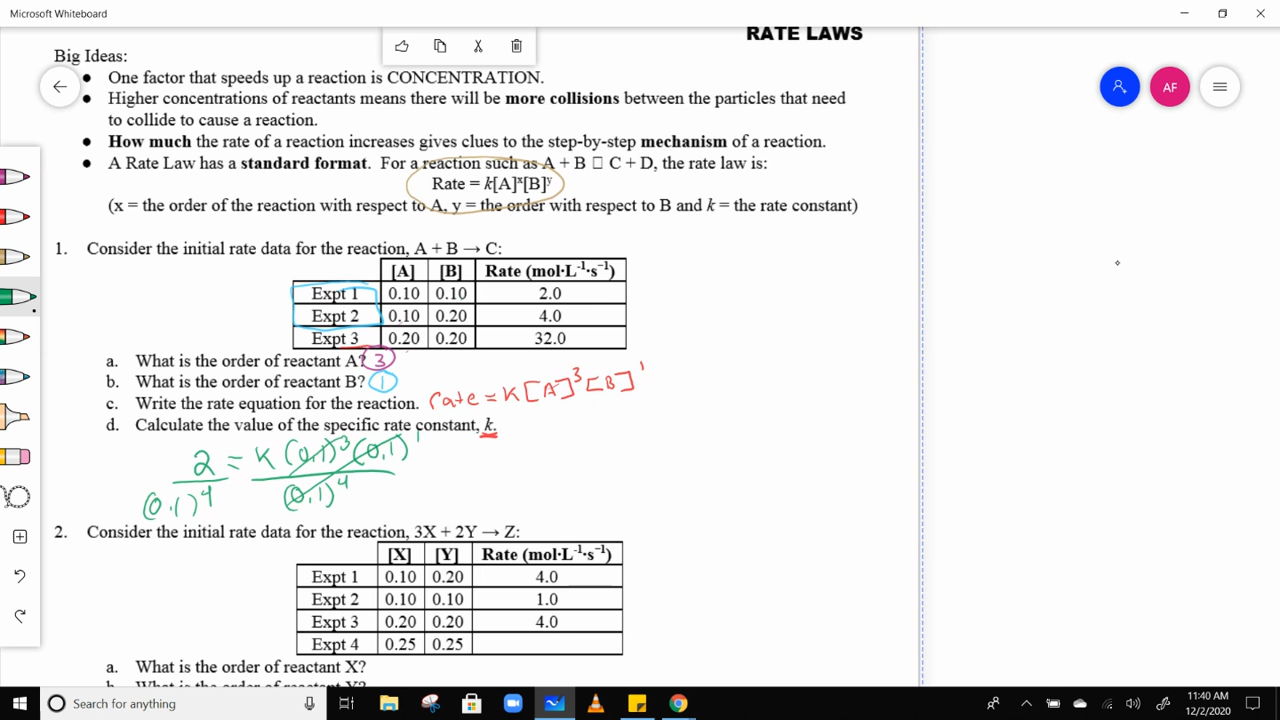 Microsoft Whiteboard
RATE LAWS
Big Ideas:
● One factor that speeds up a reaction is CONCENTRATION.
● Higher concentrations of reactants means there will be more collisions between the particles that need
to collide to cause a reaction.
● How much the rate of a reaction increases gives clues to the step-by-step mechanism of a reaction.
● A Rate Law has a standard format. For a reaction such as A + B □ C + D, the rate law is:
Rate = k[A]ˣ[B]ʸ
(x = the order of the reaction with respect to A, y = the order with respect to B and k = the rate constant)
AF
1. Consider the initial rate data for the reaction, A + B → C:
[A] [B] Rate (mol·L⁻¹·s⁻¹)
Expt 1 0.10 0.10 2.0
Expt 2 0.10 0.20 4.0
Expt 3 0.20 0.20 32.0
a. What is the order of reactant A? 3
b. What is the order of reactant B? 1
c. Write the rate equation for the reaction. rate = K[A]³[B]¹
d. Calculate the value of the specific rate constant, k.
2 = K (0,1)³ (0,1)¹
(0,1)⁴ (0,1)⁴
2. Consider the initial rate data for the reaction, 3X + 2Y → Z:
[X] [Y] Rate (mol·L⁻¹·s⁻¹)
Expt 1 0.10 0.20 4.0
Expt 2 0.10 0.10 1.0
Expt 3 0.20 0.20 4.0
Expt 4 0.25 0.25
a. What is the order of reactant X?
b. What is the order of reactant Y?
Search for anything
11:40 AM
12/2/2020